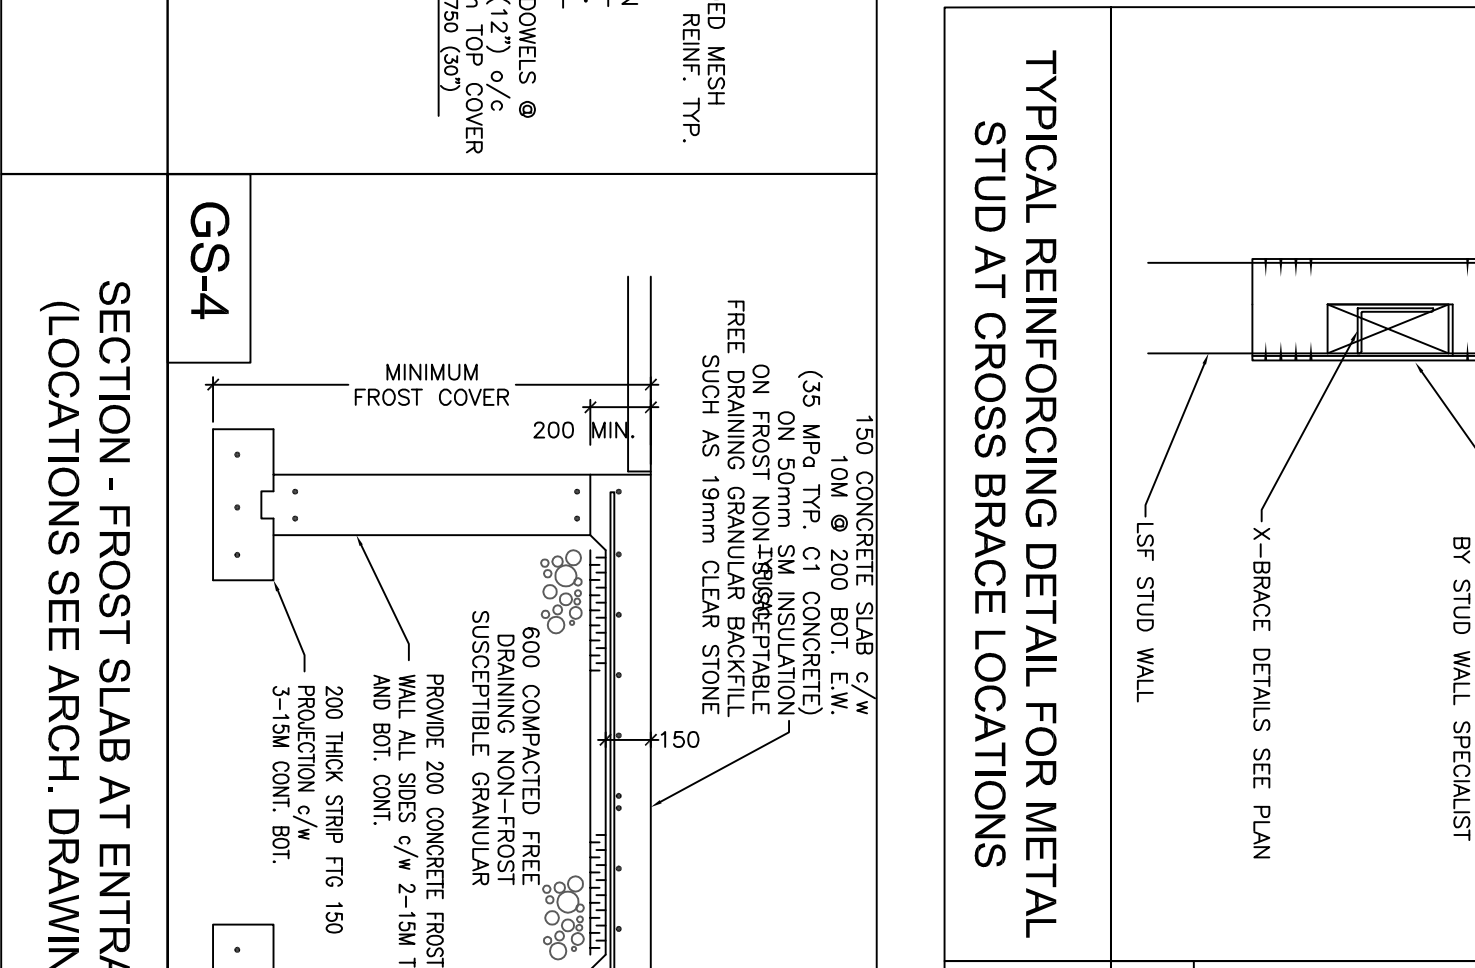 BY STUD WALL SPECIALIST
X-BRACE DETAILS SEE PLAN
LSF STUD WALL
TYPICAL REINFORCING DETAIL FOR METAL
STUD AT CROSS BRACE LOCATIONS
ED MESH
REINF. TYP.
N
DOWELS @
(12") o/c
TOP COVER
750 (30")
150 CONCRETE SLAB c/w
10M @ 200 BOT. E.W.
(35 MPa TYP. C1 CONCRETE)
ON 50mm SM INSULATION
ON FROST NON-SUSCEPTABLE
TYPICAL
FREE DRAINING GRANULAR BACKFILL
SUCH AS 19mm CLEAR STONE
150
200 MIN.
MINIMUM
FROST COVER
600 COMPACTED FREE
DRAINING NON-FROST
SUSCEPTIBLE GRANULAR
PROVIDE 200 CONCRETE FROST
WALL ALL SIDES c/w 2-15M T
AND BOT. CONT.
200 THICK STRIP FTG 150
PROJECTION c/w
3-15M CONT. BOT.
GS-4
SECTION - FROST SLAB AT ENTRA
(LOCATIONS SEE ARCH. DRAWIN